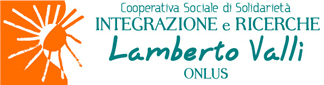 Cooperativa Sociale di Solidarietà
INTEGRAZIONE e RICERCHE
Lamberto Valli
ONLUS